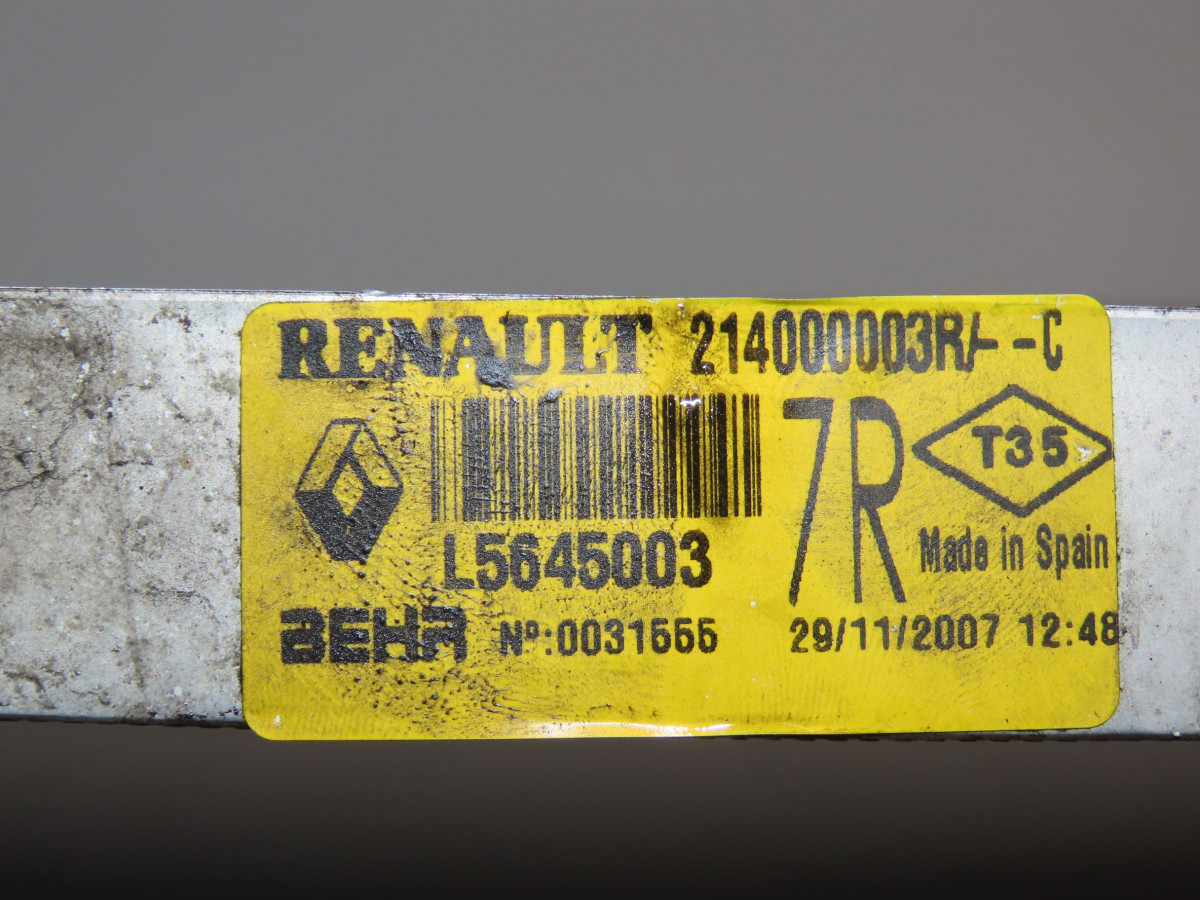 RENAULT 214000003R/- --C
7R
T35
L5645003
Made in Spain
BEHR Nº:0031555 29/11/2007 12:48